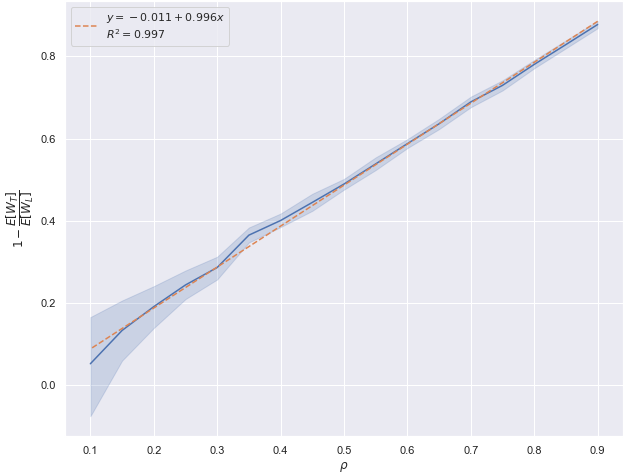 y = −0.011 + 0.996x
R² = 0.997
0.8
0.6
0.4
0.2
0.0
1 − E[W_T] / E[W_L]
0.1 0.2 0.3 0.4 0.5 0.6 0.7 0.8 0.9
ρ